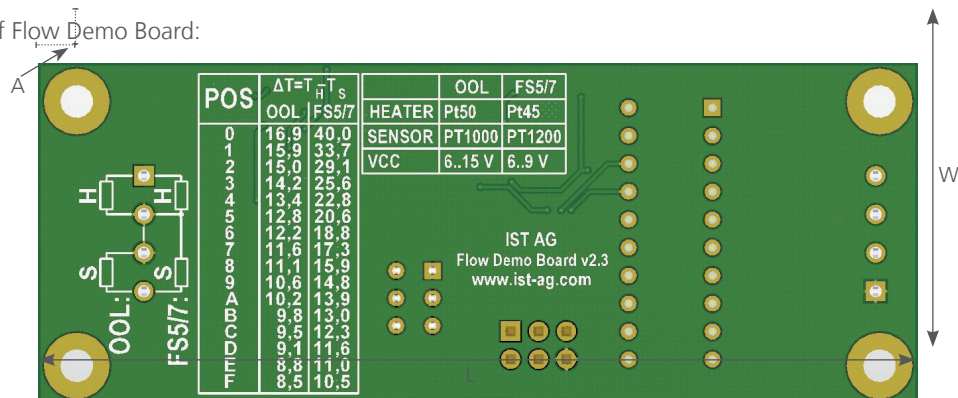 f Flow Demo Board:
A
W
L
POS ΔT=T H - T S
OOL FS5/7
0 16,9 40,0
1 15,9 33,7
2 15,0 29,1
3 14,2 25,6
4 13,4 22,8
5 12,8 20,6
6 12,2 18,8
7 11,6 17,3
8 11,1 15,9
9 10,6 14,8
A 10,2 13,9
B 9,8 13,0
C 9,5 12,3
D 9,1 11,6
E 8,8 11,0
F 8,5 10,5
OOL FS5/7
HEATER Pt50 Pt45
SENSOR PT1000 PT1200
VCC 6..15 V 6..9 V
H H
S S
OOL:
FS5/7:
IST AG
Flow Demo Board v2.3
www.ist-ag.com